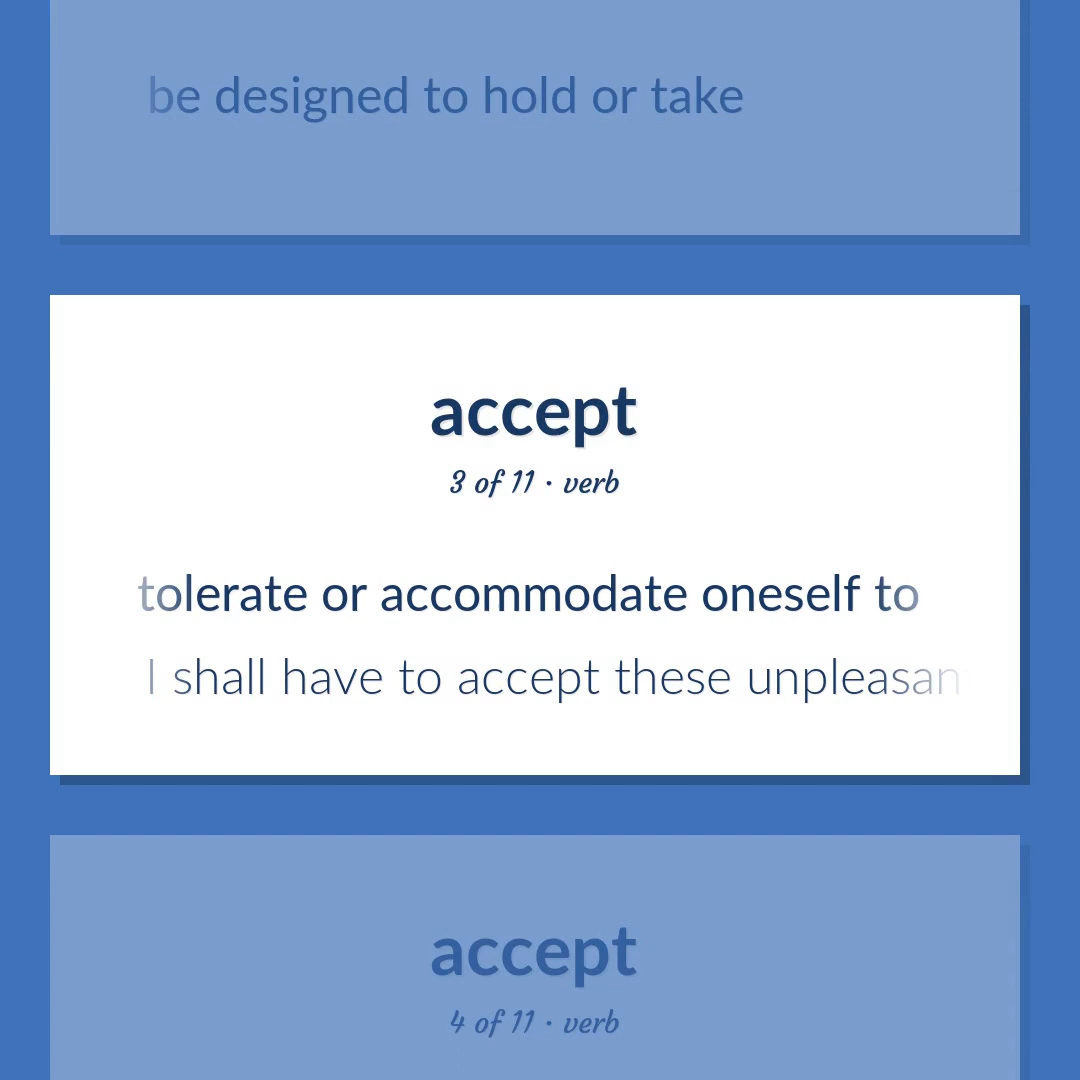 be designed to hold or take
accept
3 of 11 · verb
tolerate or accommodate oneself to
I shall have to accept these unpleasan
accept
4 of 11 · verb